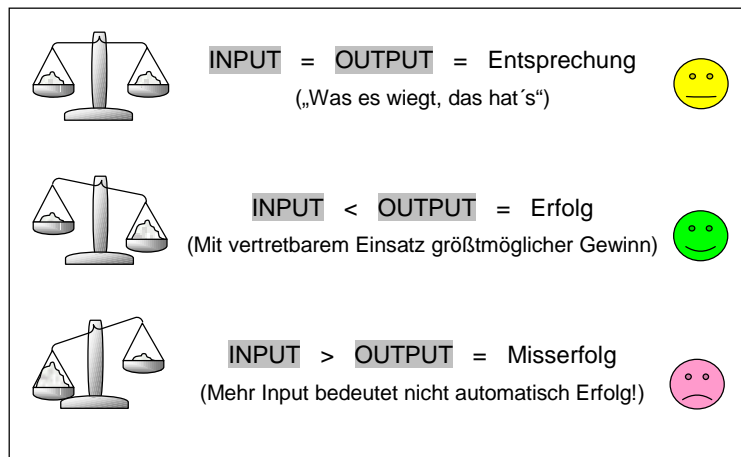 INPUT = OUTPUT = Entsprechung
(„Was es wiegt, das hat´s“)
INPUT < OUTPUT = Erfolg
(Mit vertretbarem Einsatz größtmöglicher Gewinn)
INPUT > OUTPUT = Misserfolg
(Mehr Input bedeutet nicht automatisch Erfolg!)